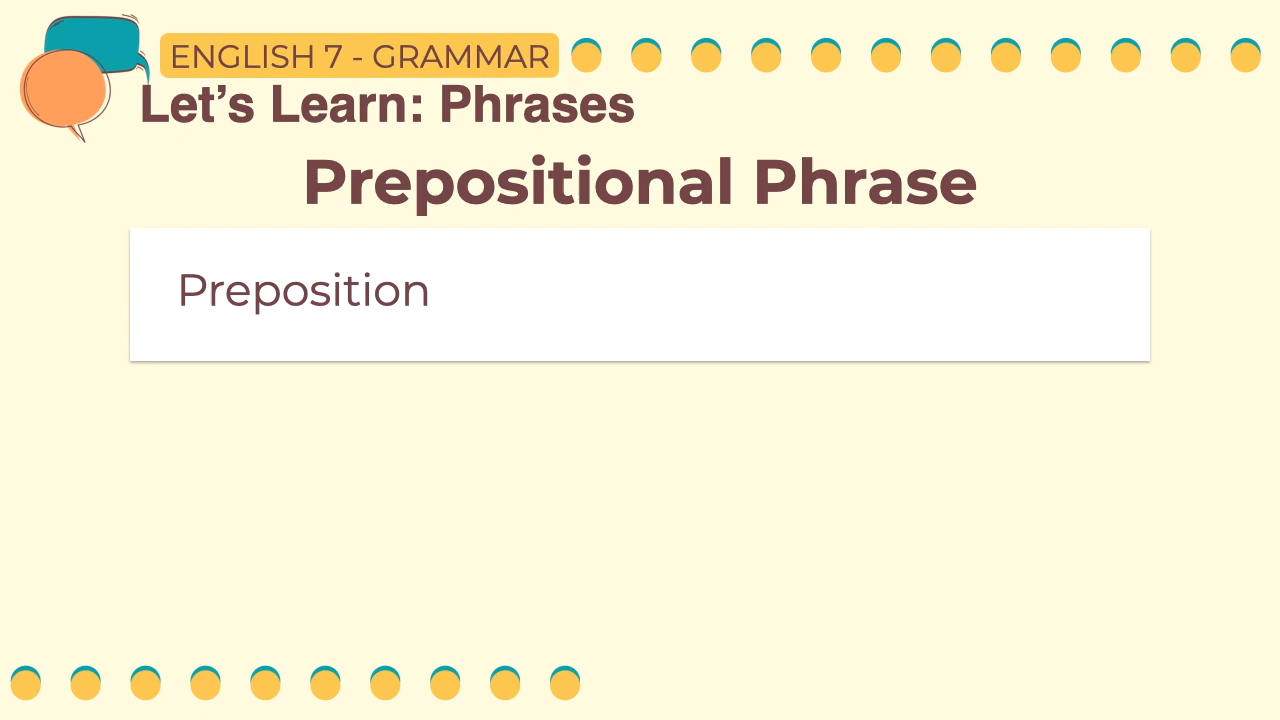 ENGLISH 7 - GRAMMAR
Let’s Learn: Phrases
Prepositional Phrase
Preposition